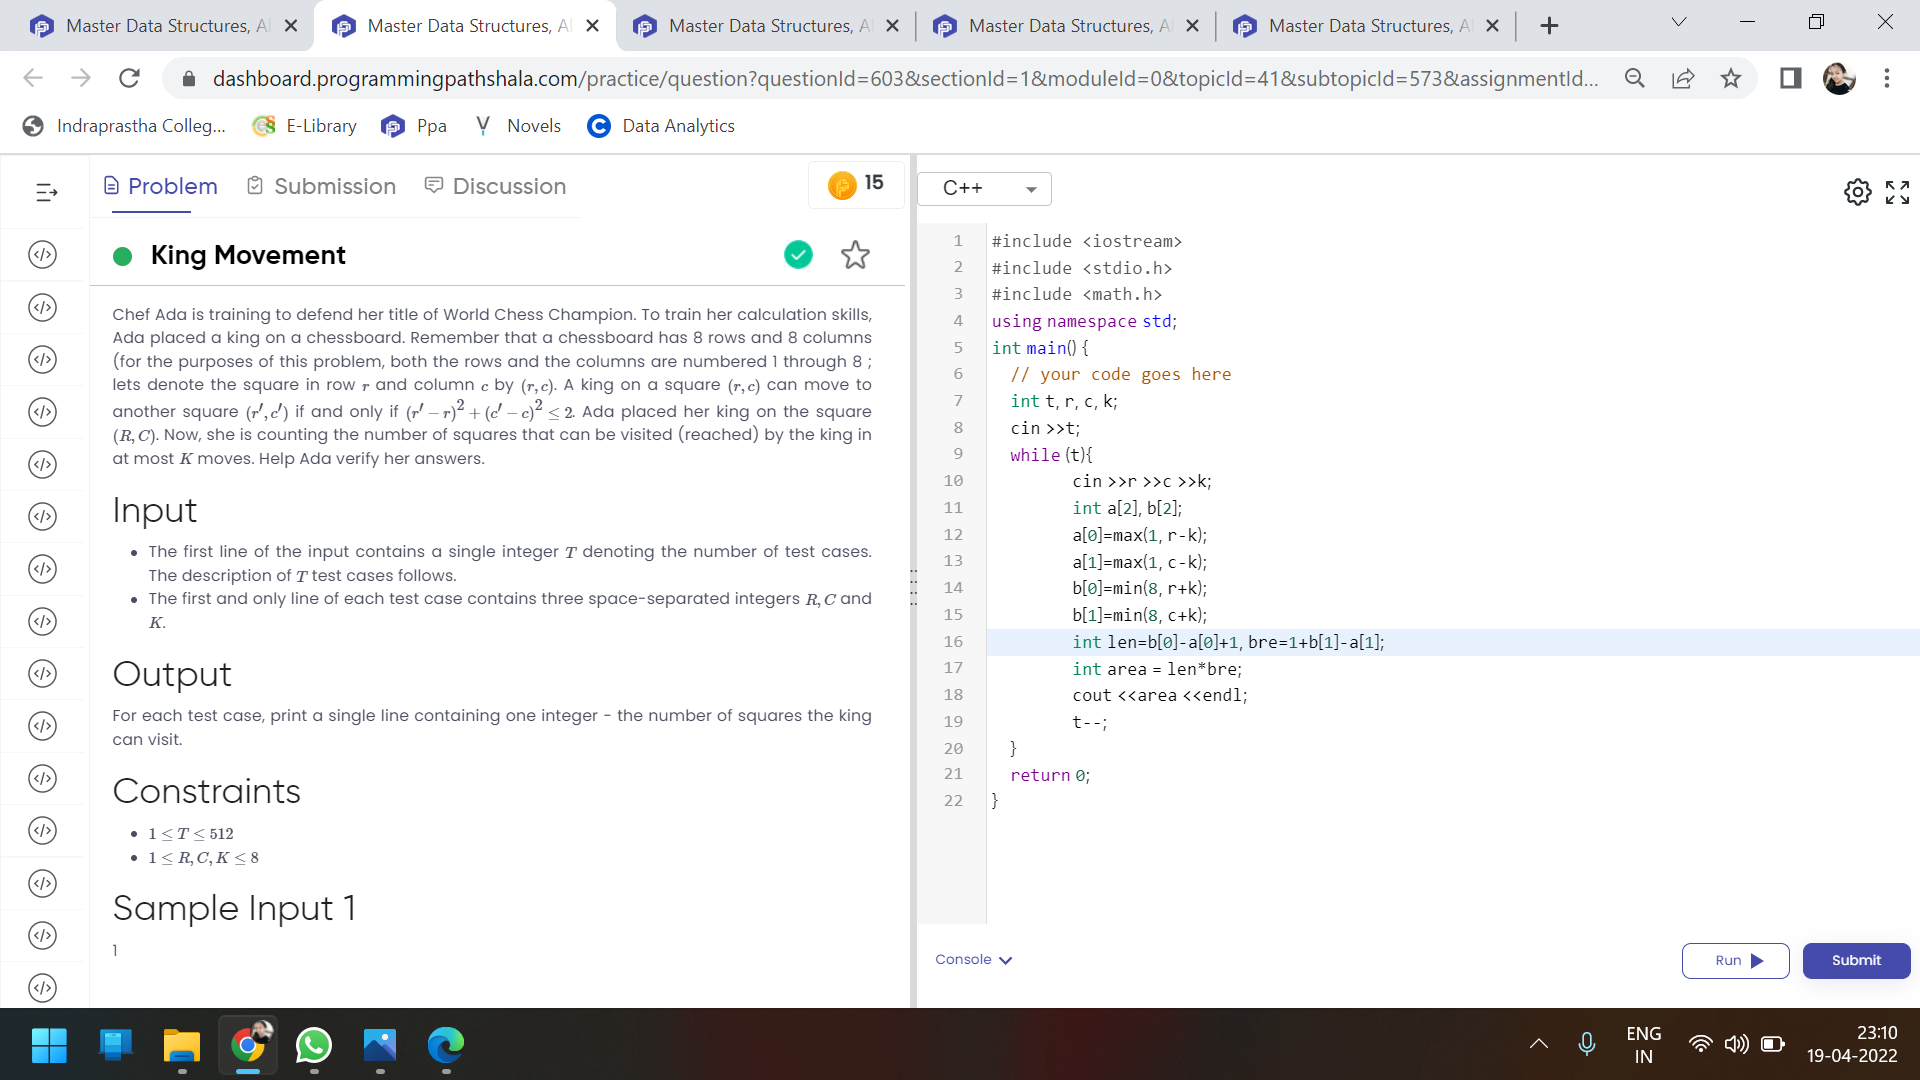 Master Data Structures, Al
Master Data Structures, Al
Master Data Structures, Al
Master Data Structures, Al
Master Data Structures, Al
dashboard.programmingpathshala.com/practice/question?questionId=603&sectionId=1&moduleId=0&topicId=41&subtopicId=573&assignmentId...
Indraprastha Colleg...
E-Library
Ppa
Novels
Data Analytics
Problem
Submission
Discussion
15
C++
King Movement
Chef Ada is training to defend her title of World Chess Champion. To train her calculation skills,
Ada placed a king on a chessboard. Remember that a chessboard has 8 rows and 8 columns
(for the purposes of this problem, both the rows and the columns are numbered 1 through 8 ;
lets denote the square in row r and column c by (r, c). A king on a square (r, c) can move to
another square (r′, c′) if and only if (r′ − r)² + (c′ − c)² ≤ 2. Ada placed her king on the square
(R, C). Now, she is counting the number of squares that can be visited (reached) by the king in
at most K moves. Help Ada verify her answers.
Input
• The first line of the input contains a single integer T denoting the number of test cases.
The description of T test cases follows.
• The first and only line of each test case contains three space-separated integers R, C and
K.
Output
For each test case, print a single line containing one integer - the number of squares the king
can visit.
Constraints
• 1 ≤ T ≤ 512
• 1 ≤ R, C, K ≤ 8
Sample Input 1
1
1 #include <iostream>
2 #include <stdio.h>
3 #include <math.h>
4 using namespace std;
5 int main() {
6 // your code goes here
7 int t, r, c, k;
8 cin >>t;
9 while (t){
10 cin >>r >>c >>k;
11 int a[2], b[2];
12 a[0]=max(1, r-k);
13 a[1]=max(1, c-k);
14 b[0]=min(8, r+k);
15 b[1]=min(8, c+k);
16 int len=b[0]-a[0]+1, bre=1+b[1]-a[1];
17 int area = len*bre;
18 cout <<area <<endl;
19 t--;
20 }
21 return 0;
22 }
Console
Run
Submit
ENG
IN
23:10
19-04-2022